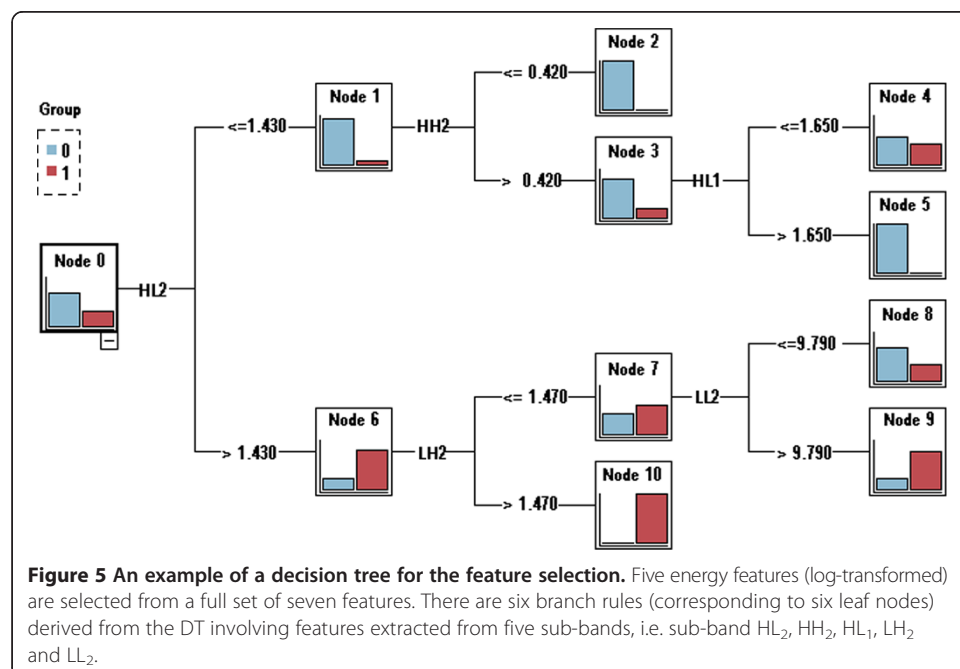 Group
0
1
Node 0
HL2
<=1.430
Node 1
HH2
<= 0.420
Node 2
> 0.420
Node 3
HL1
<=1.650
Node 4
> 1.650
Node 5
> 1.430
Node 6
LH2
<= 1.470
Node 7
LL2
<=9.790
Node 8
> 9.790
Node 9
> 1.470
Node 10
Figure 5 An example of a decision tree for the feature selection. Five energy features (log-transformed)
are selected from a full set of seven features. There are six branch rules (corresponding to six leaf nodes)
derived from the DT involving features extracted from five sub-bands, i.e. sub-band HL₂, HH₂, HL₁, LH₂
and LL₂.